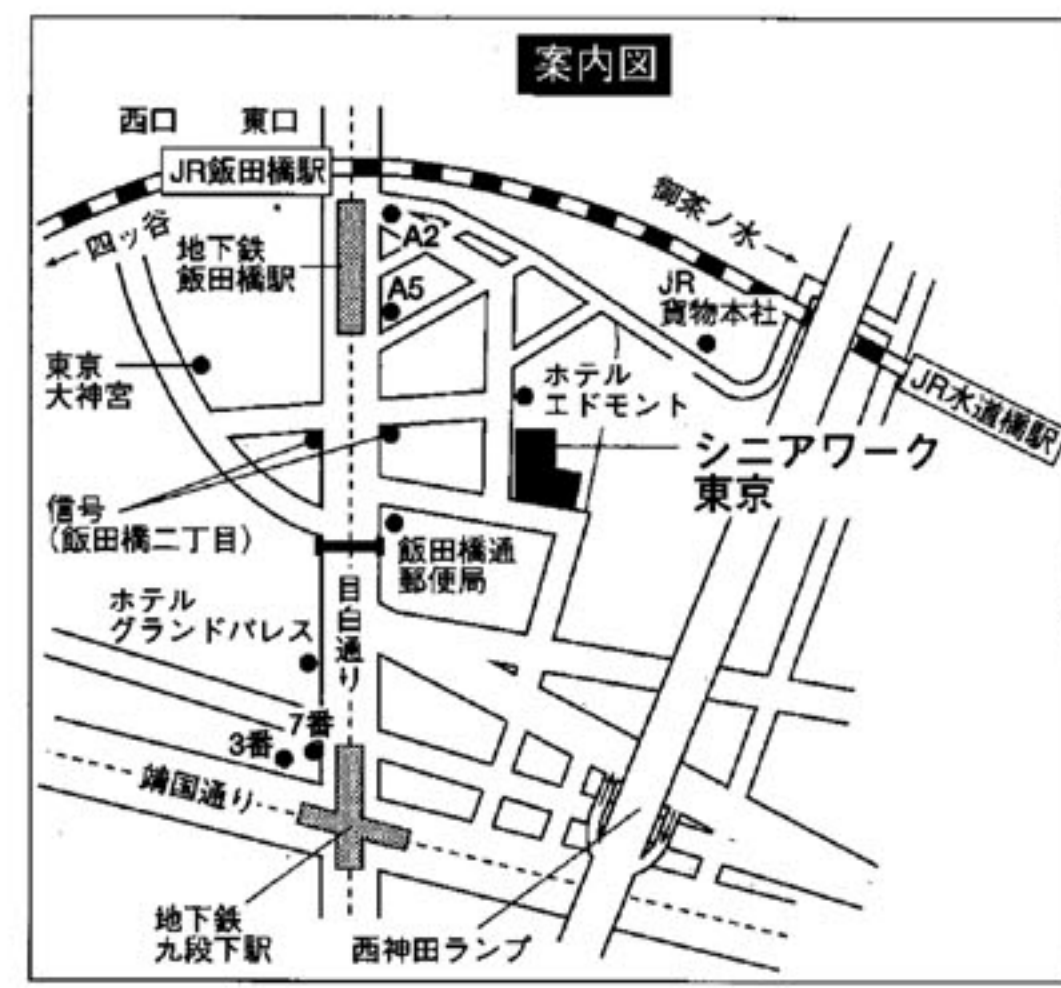 案内図
西口
東口
JR飯田橋駅
御茶ノ水
四ッ谷
地下鉄
飯田橋駅
A2
A5
JR
貨物本社
東京
大神宮
ホテル
エドモント
JR水道橋駅
シニアワーク
東京
信号
(飯田橋二丁目)
飯田橋通
郵便局
ホテル
グランドパレス
目白通り
7番
3番
靖国通り
地下鉄
九段下駅
西神田ランプ